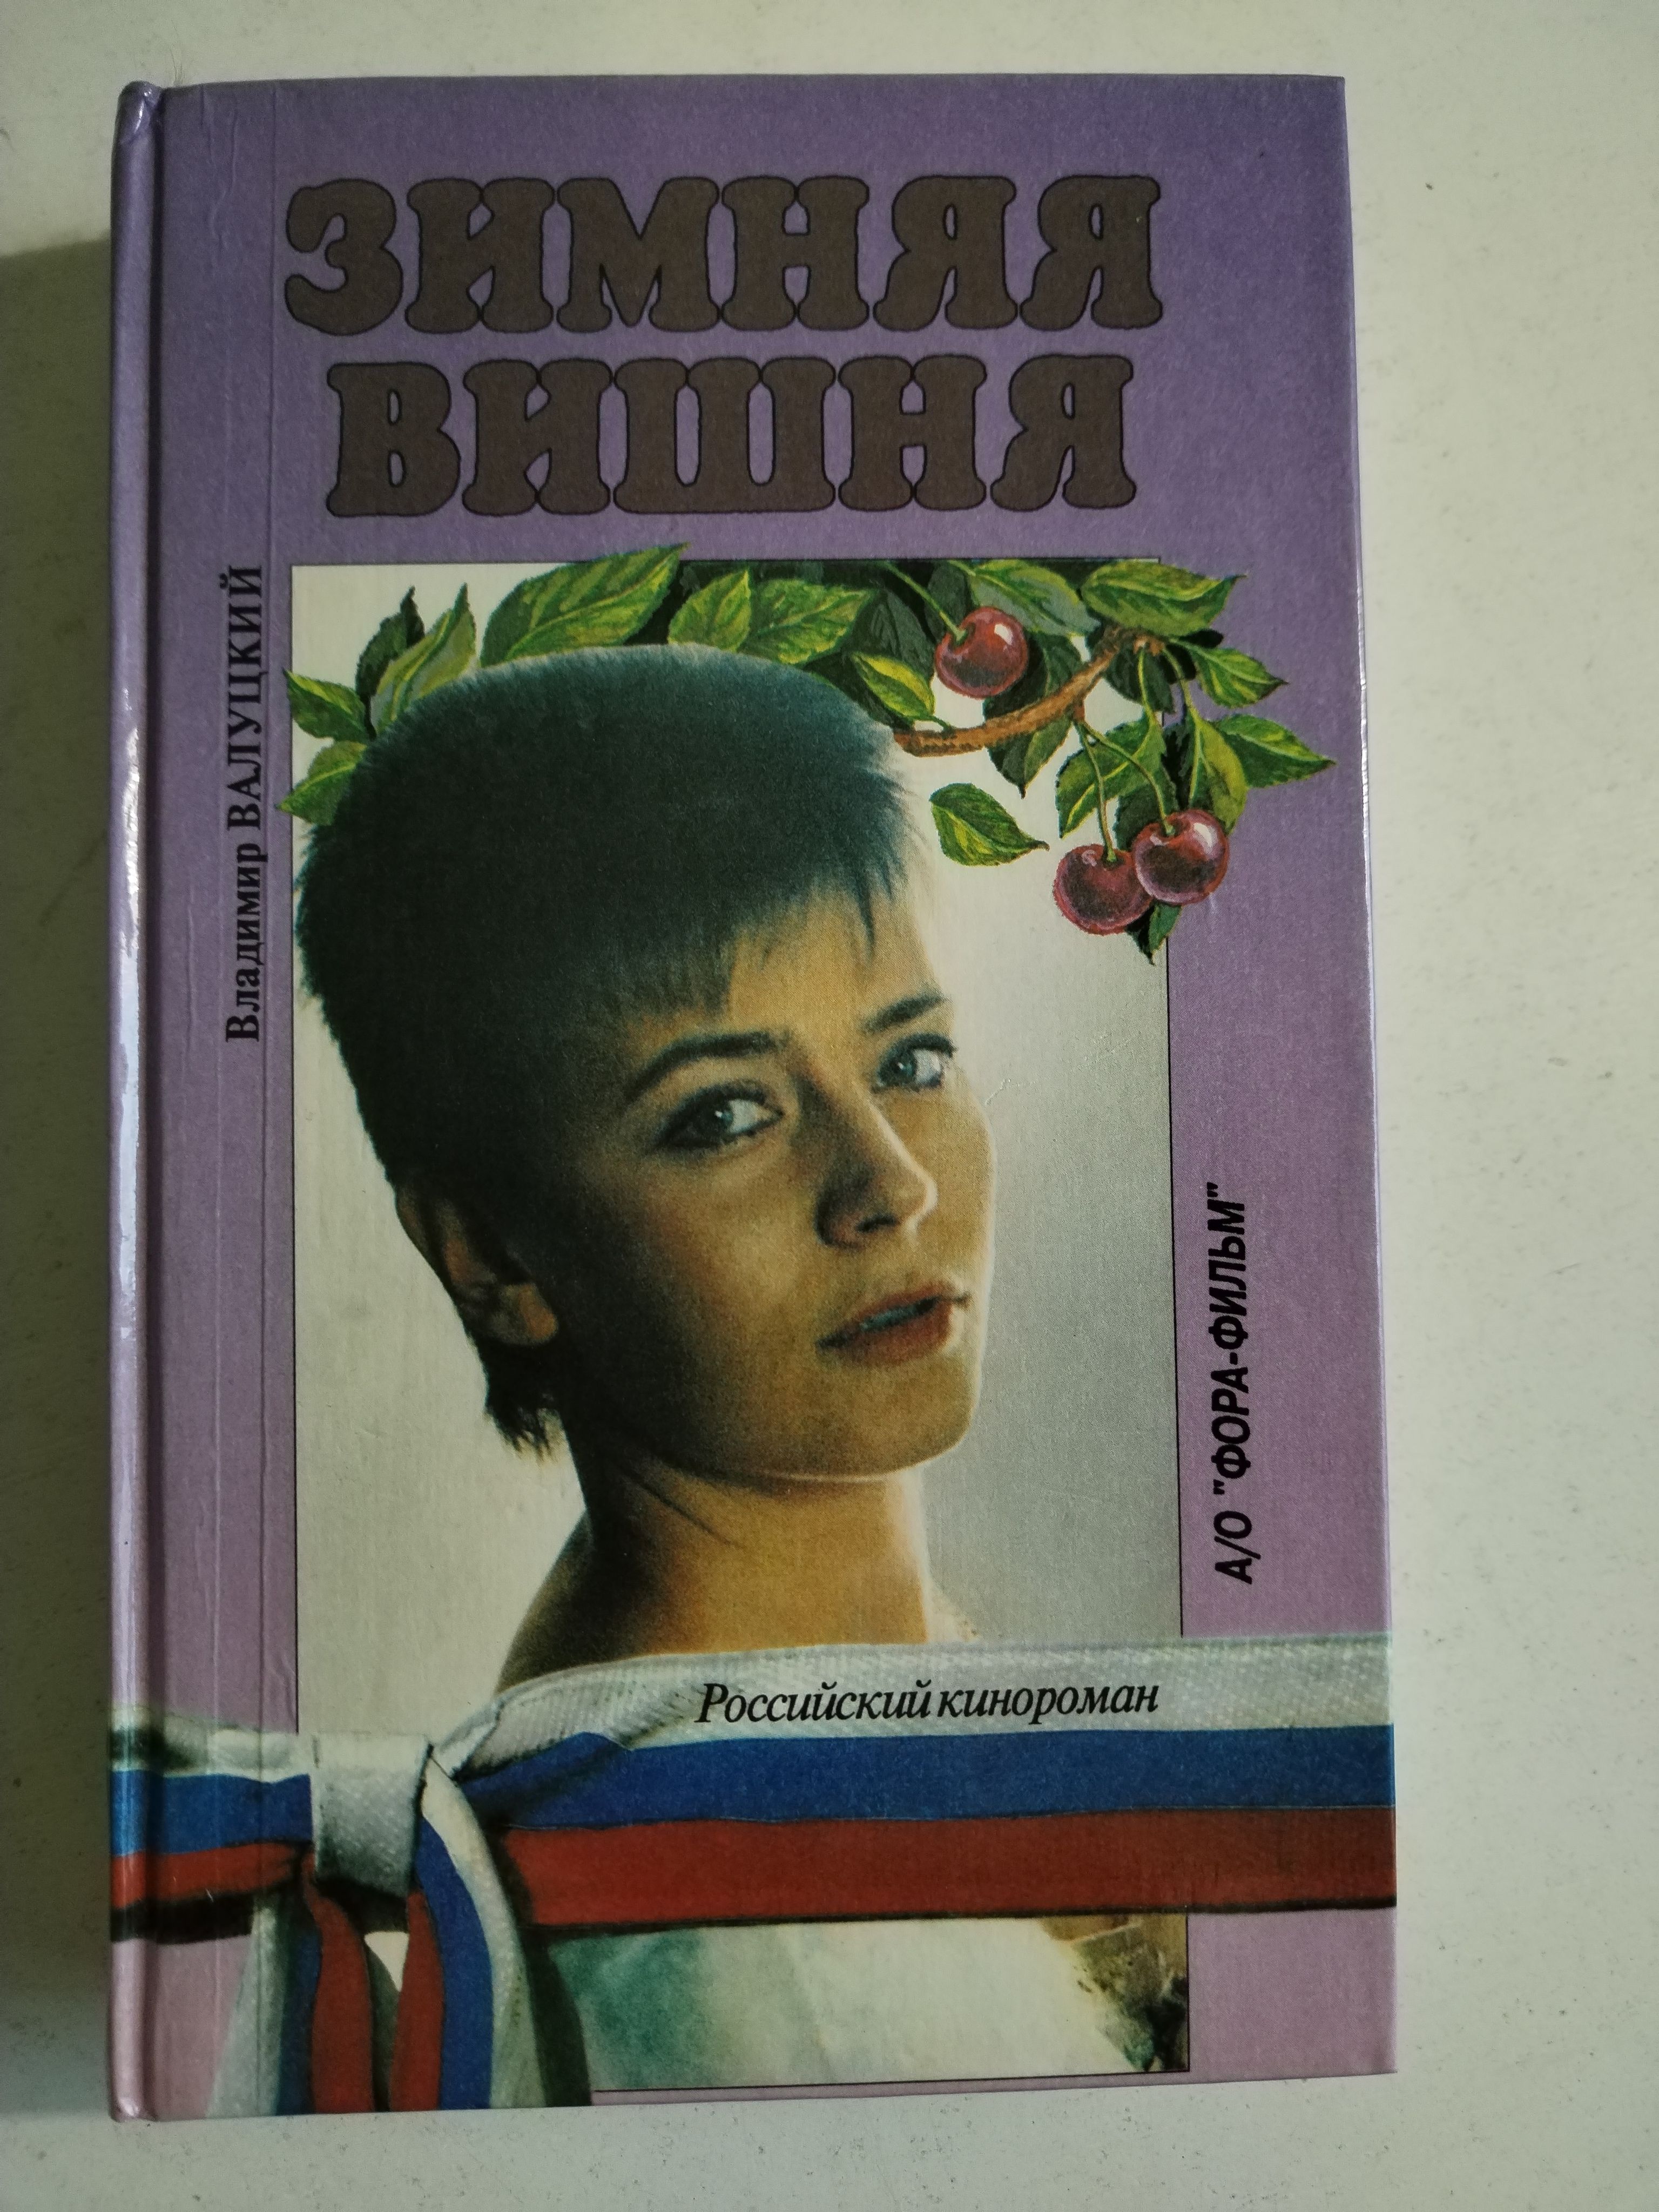 ЗИМНЯЯ
ВИШНЯ
Владимир ВАЛУЦКИЙ
А/О "ФОРА-ФИЛЬМ"
Российский кинороман